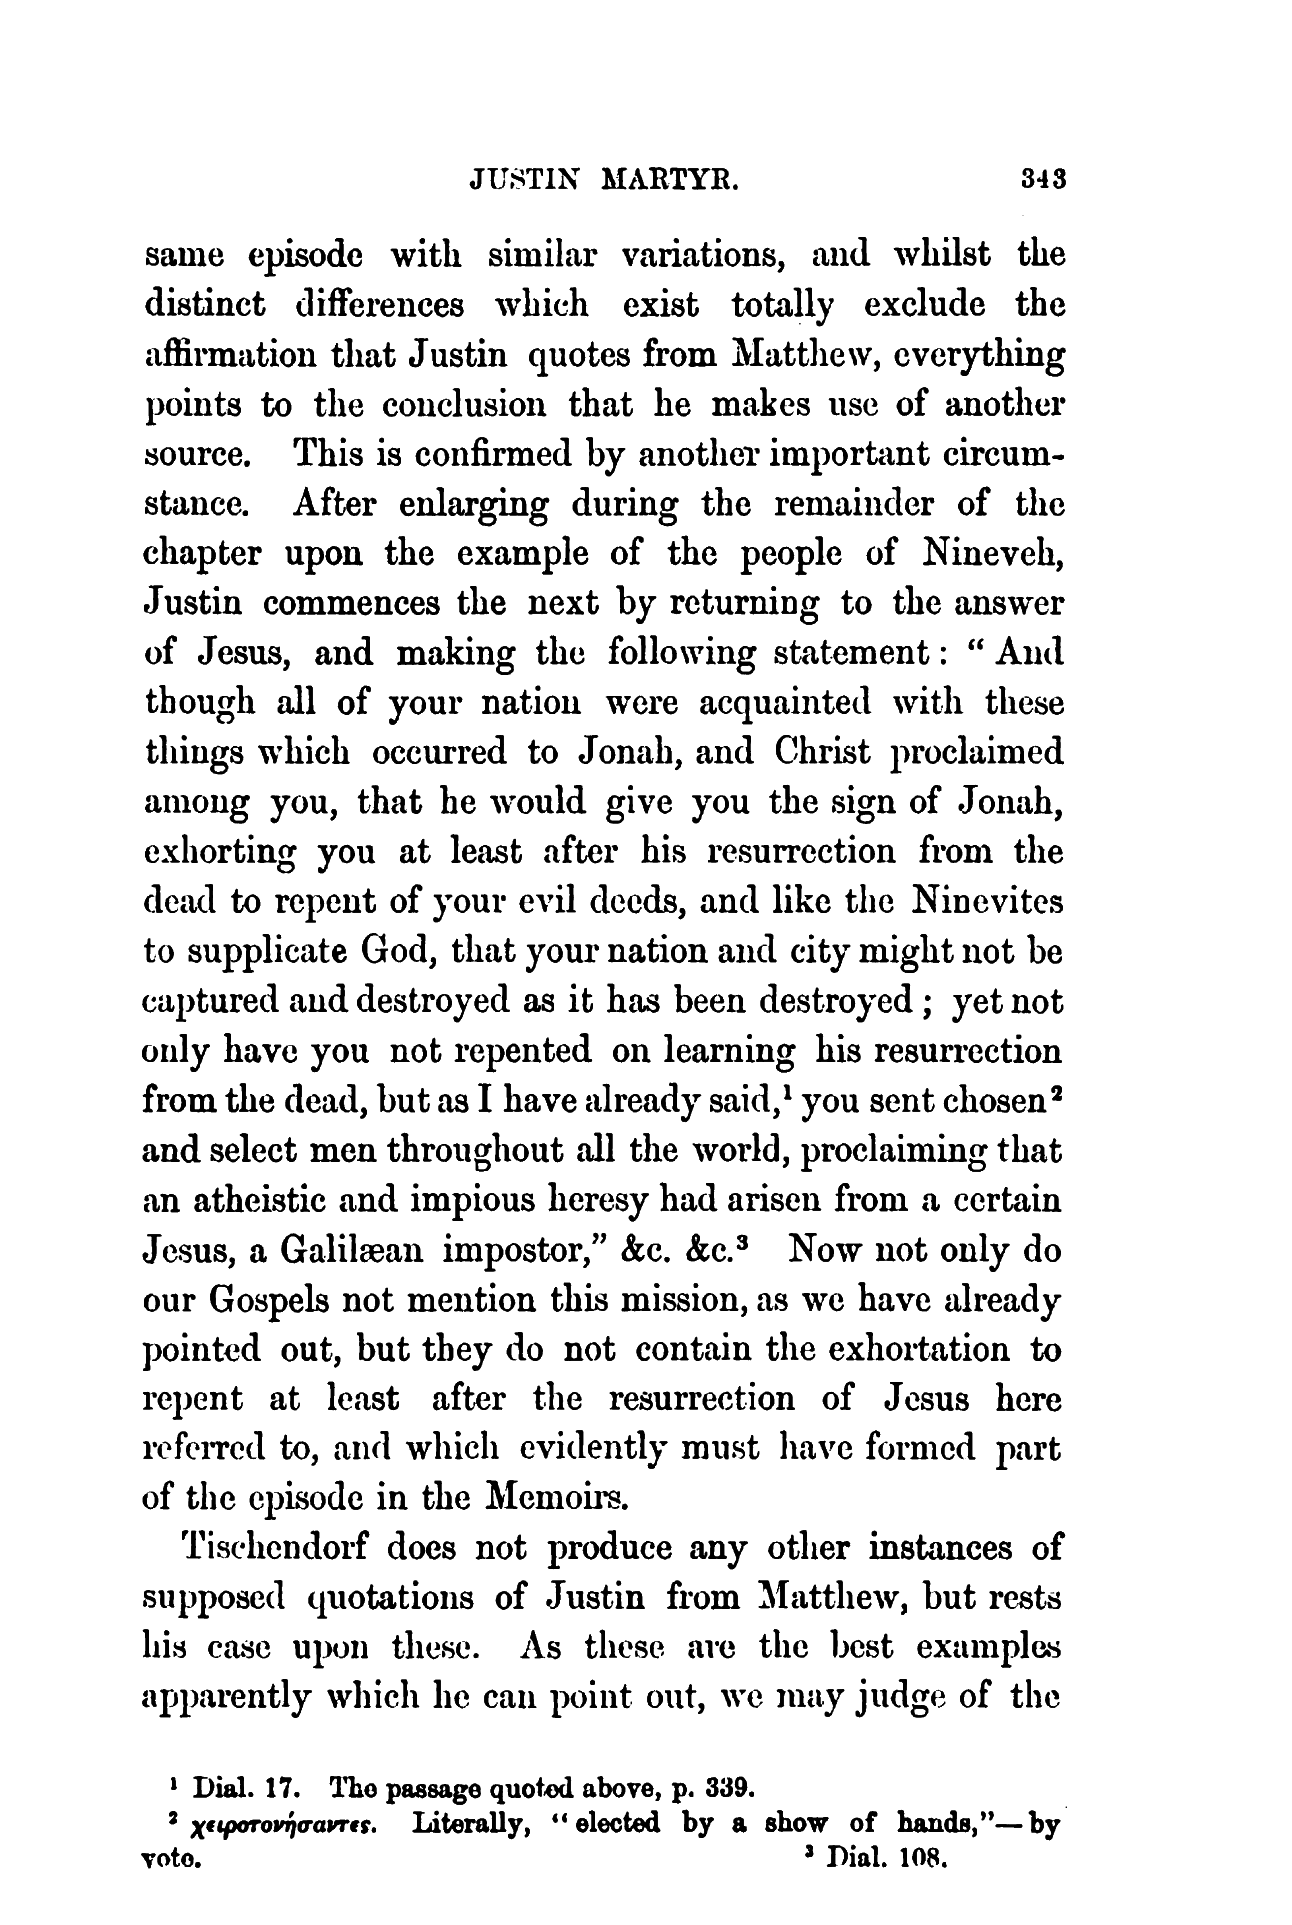 JUSTIN MARTYR. 343
same episode with similar variations, and whilst the
distinct differences which exist totally exclude the
affirmation that Justin quotes from Matthew, everything
points to the conclusion that he makes use of another
source. This is confirmed by another important circum-
stance. After enlarging during the remainder of the
chapter upon the example of the people of Nineveh,
Justin commences the next by returning to the answer
of Jesus, and making the following statement : “ And
though all of your nation were acquainted with these
things which occurred to Jonah, and Christ proclaimed
among you, that he would give you the sign of Jonah,
exhorting you at least after his resurrection from the
dead to repent of your evil deeds, and like the Ninevites
to supplicate God, that your nation and city might not be
captured and destroyed as it has been destroyed ; yet not
only have you not repented on learning his resurrection
from the dead, but as I have already said,¹ you sent chosen²
and select men throughout all the world, proclaiming that
an atheistic and impious heresy had arisen from a certain
Jesus, a Galilæan impostor,” &c. &c.³ Now not only do
our Gospels not mention this mission, as we have already
pointed out, but they do not contain the exhortation to
repent at least after the resurrection of Jesus here
referred to, and which evidently must have formed part
of the episode in the Memoirs.
Tischendorf does not produce any other instances of
supposed quotations of Justin from Matthew, but rests
his case upon these. As these are the best examples
apparently which he can point out, we may judge of the
¹ Dial. 17. The passage quoted above, p. 339.
² χειροτονήσαντες. Literally, “ elected by a show of hands,”—by
vote. ³ Dial. 108.